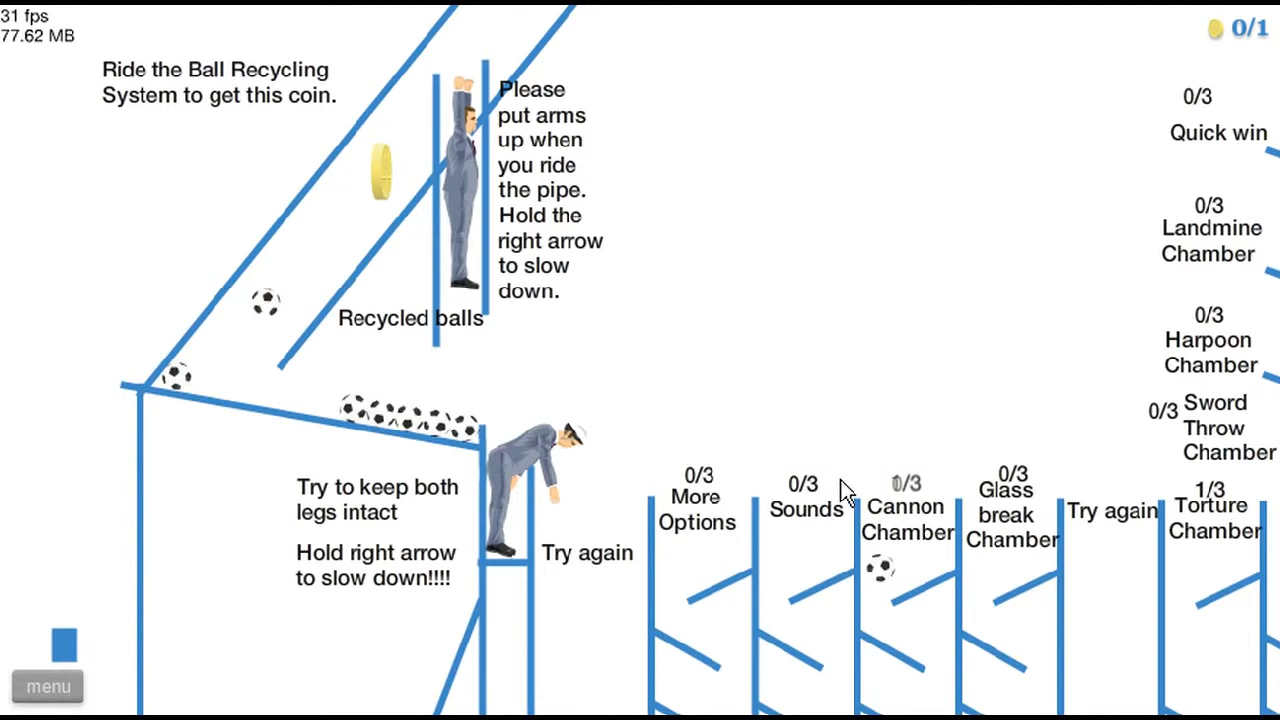 31 fps
77.62 MB
0/1
Ride the Ball Recycling
System to get this coin.
Please
put arms
up when
you ride
the pipe.
Hold the
right arrow
to slow
down.
0/3
Quick win
0/3
Landmine
Chamber
Recycled balls
0/3
Harpoon
Chamber
0/3
Sword
Throw
Chamber
Try to keep both
legs intact
Hold right arrow
to slow down!!!!
Try again
0/3
More
Options
0/3
Sounds
0/3
Cannon
Chamber
0/3
Glass
break
Chamber
Try again
1/3
Torture
Chamber
menu